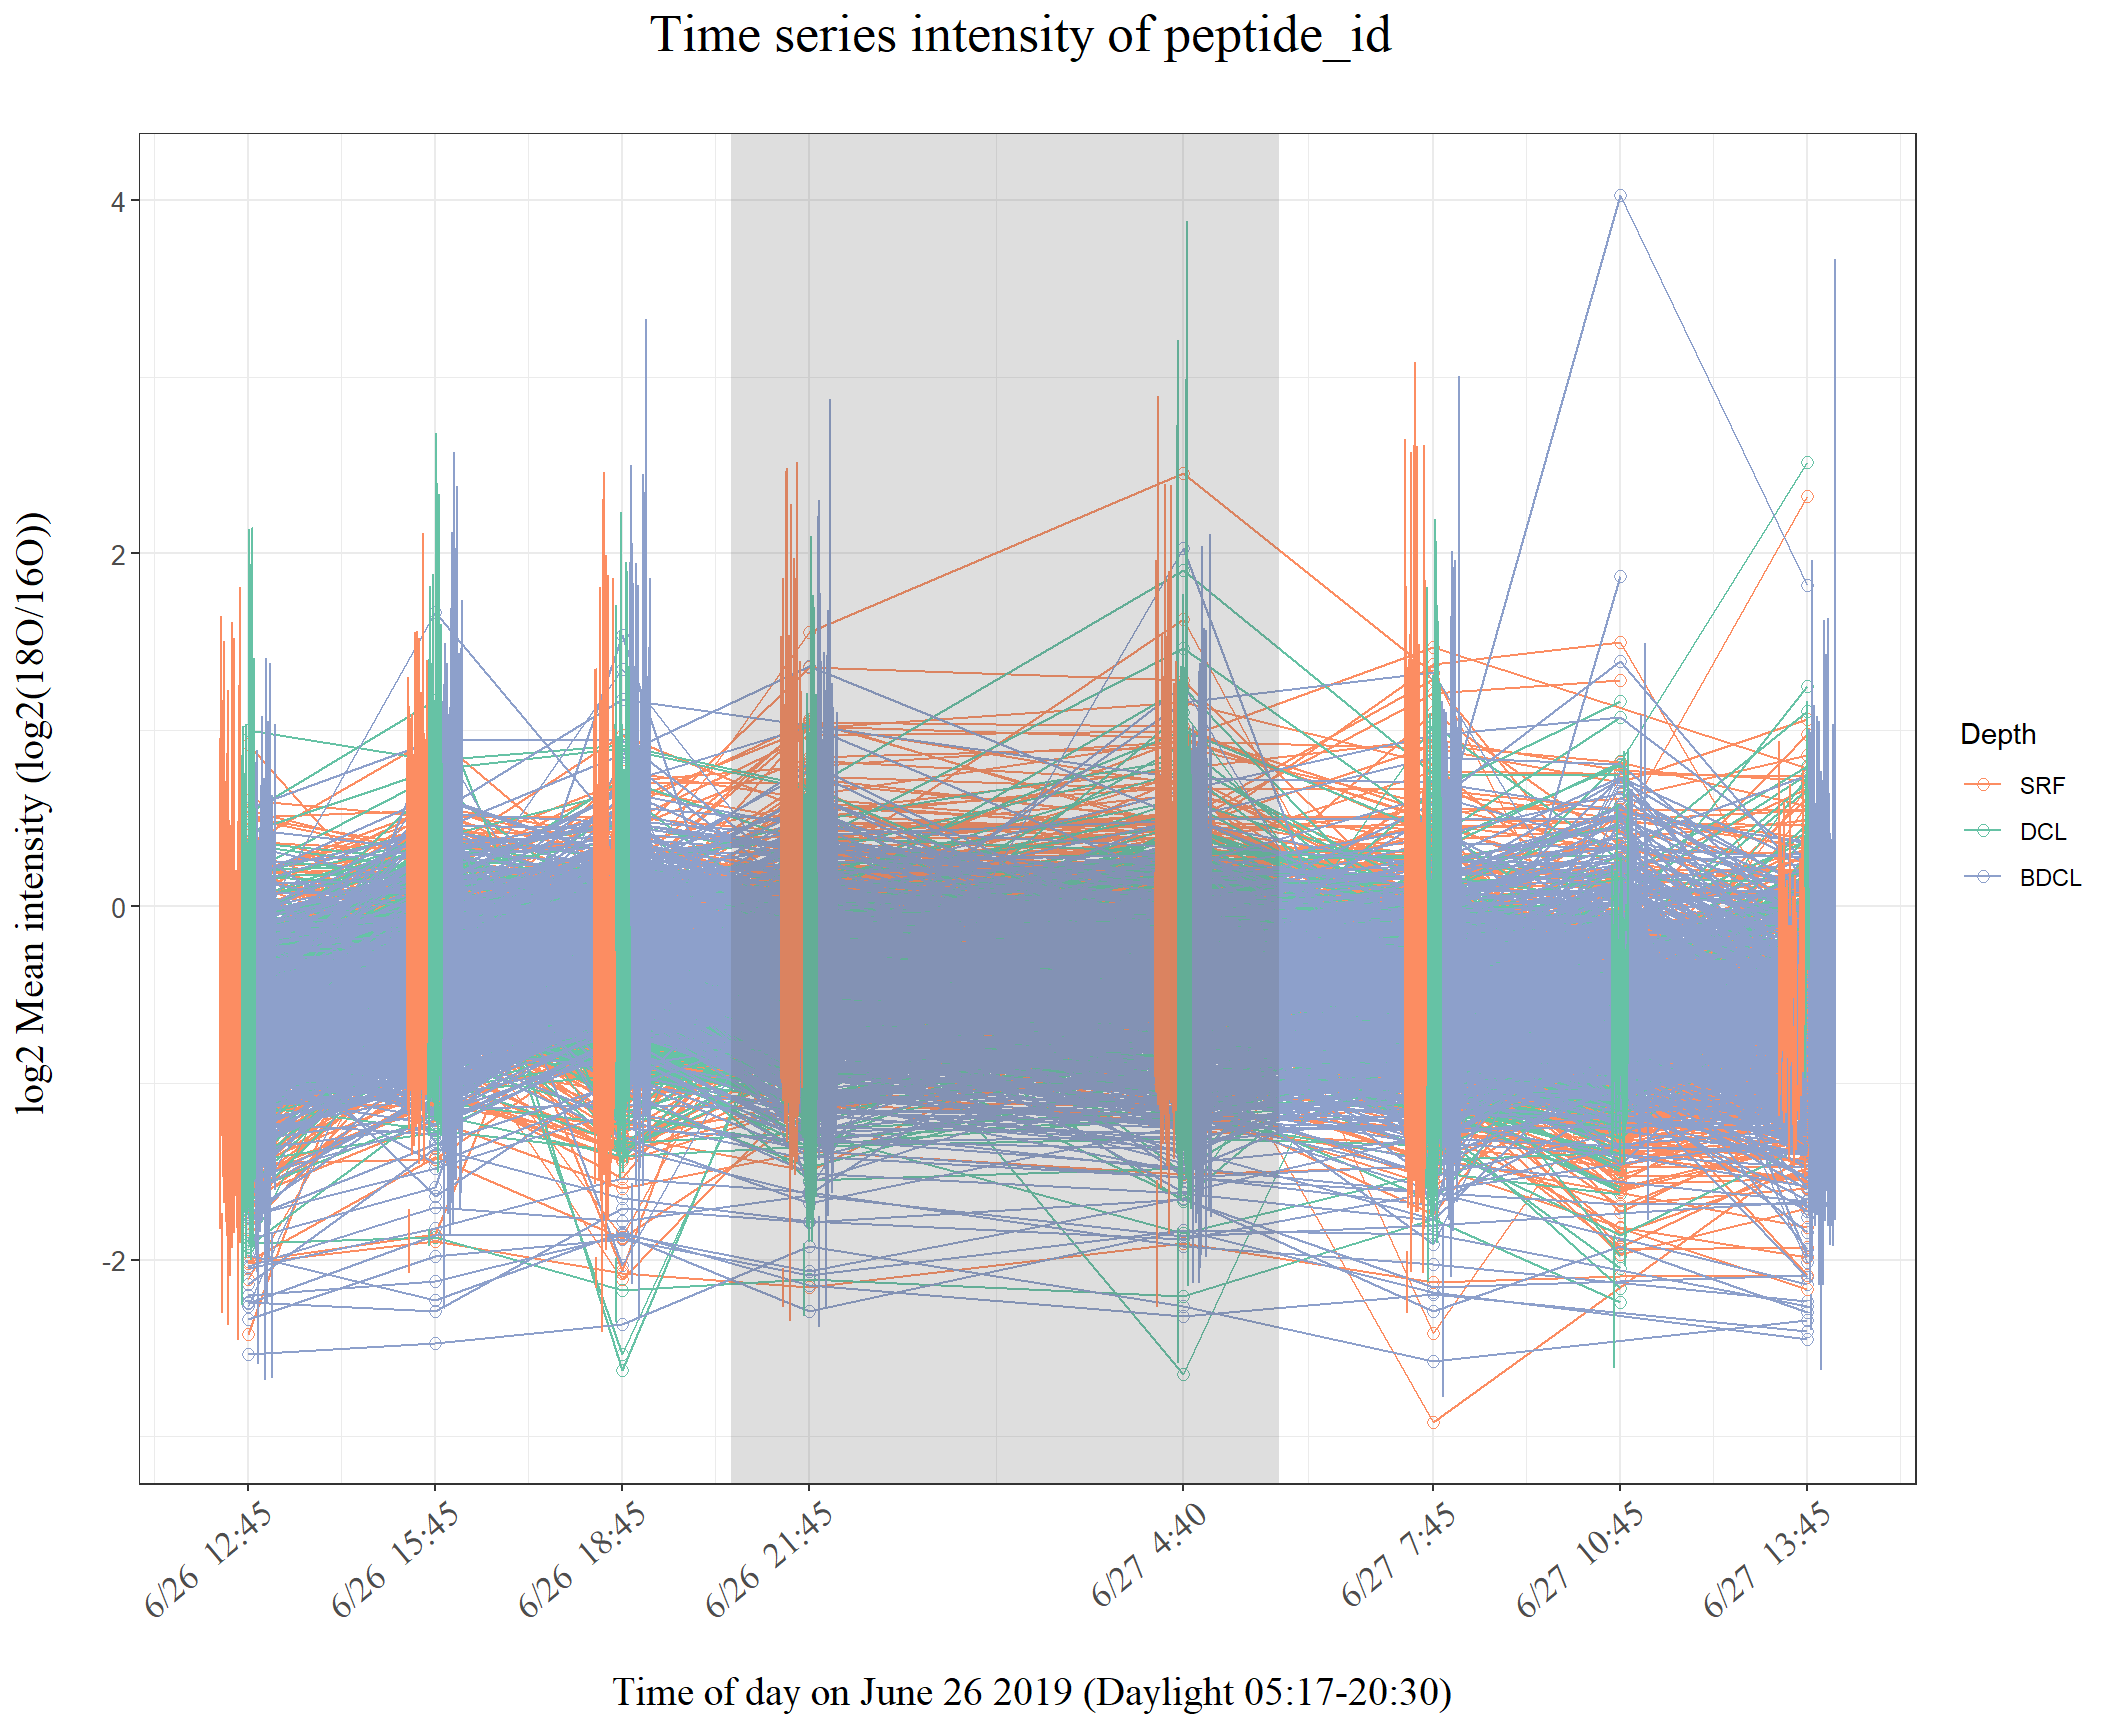 Time series intensity of peptide_id
log2 Mean intensity (log2(18O/16O))
4
2
0
-2
6/26 12:45
6/26 15:45
6/26 18:45
6/26 21:45
6/27 4:40
6/27 7:45
6/27 10:45
6/27 13:45
Time of day on June 26 2019 (Daylight 05:17-20:30)
Depth
SRF
DCL
BDCL